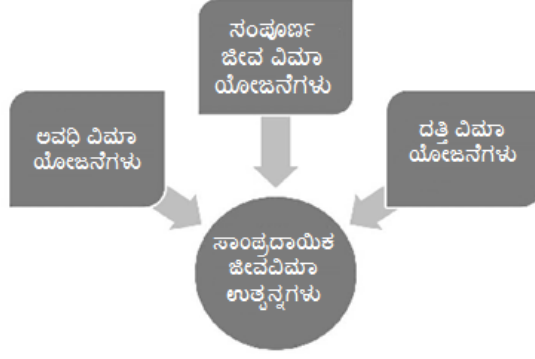 ಸಂಪೂರ್ಣ
ಜೀವ ವಿಮಾ
ಯೋಜನೆಗಳು
ಅವಧಿ ವಿಮಾ
ಯೋಜನೆಗಳು
ದತ್ತಿ ವಿಮಾ
ಯೋಜನೆಗಳು
ಸಾಂಪ್ರದಾಯಿಕ
ಜೀವವಿಮಾ
ಉತ್ಪನ್ನಗಳು